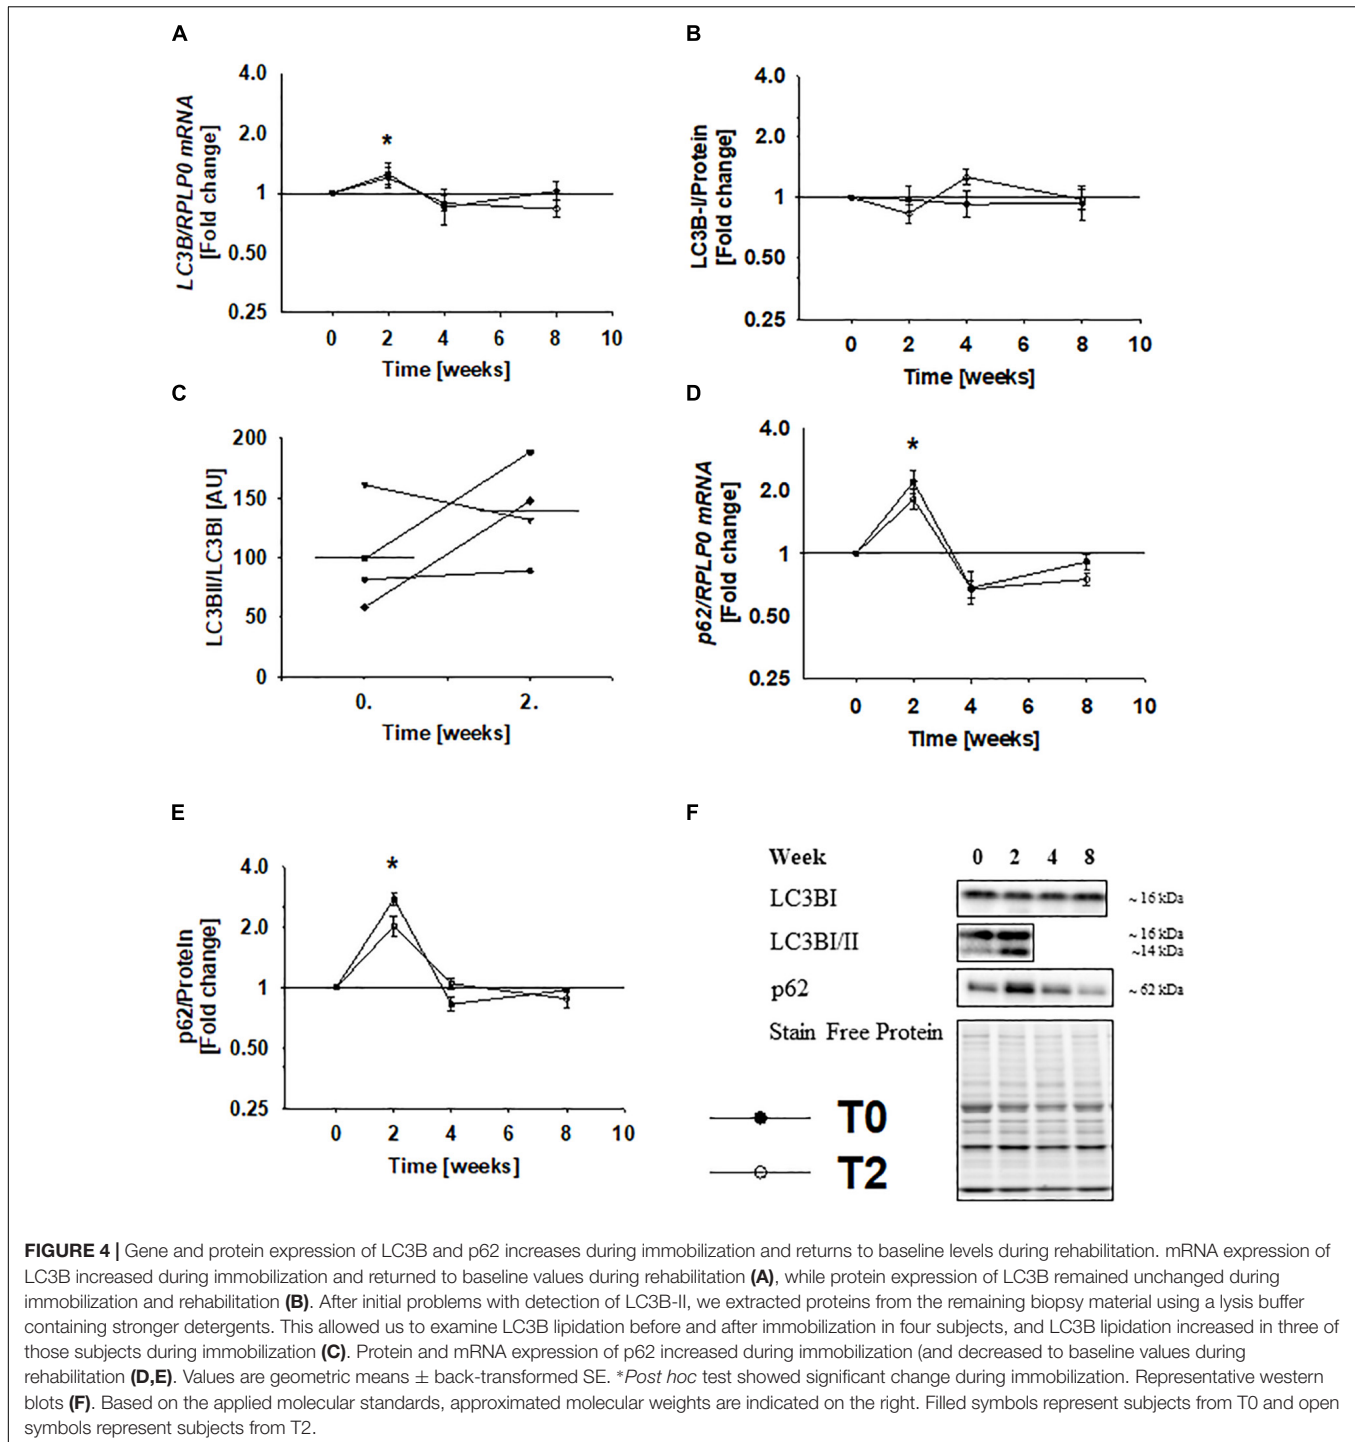 A
4.0
2.0
1
0.50
0.25
LC3B/RPLP0 mRNA
[Fold change]
*
0 2 4 6 8 10
Time [weeks]
B
4.0
2.0
1
0.50
0.25
LC3B-I/Protein
[Fold change]
0 2 4 6 8 10
Time [weeks]
C
200
150
100
50
0
LC3BII/LC3BI [AU]
0. 2.
Time [weeks]
D
4.0
2.0
1
0.50
0.25
p62/RPLP0 mRNA
[Fold change]
*
0 2 4 6 8 10
Time [weeks]
E
4.0
2.0
1
0.50
0.25
p62/Protein
[Fold change]
*
0 2 4 6 8 10
Time [weeks]
F
Week 0 2 4 8
LC3BI ~16 kDa
LC3BI/II ~16 kDa
~14 kDa
p62 ~62 kDa
Stain Free Protein
T0
T2
FIGURE 4 | Gene and protein expression of LC3B and p62 increases during immobilization and returns to baseline levels during rehabilitation. mRNA expression of
LC3B increased during immobilization and returned to baseline values during rehabilitation (A), while protein expression of LC3B remained unchanged during
immobilization and rehabilitation (B). After initial problems with detection of LC3B-II, we extracted proteins from the remaining biopsy material using a lysis buffer
containing stronger detergents. This allowed us to examine LC3B lipidation before and after immobilization in four subjects, and LC3B lipidation increased in three of
those subjects during immobilization (C). Protein and mRNA expression of p62 increased during immobilization (and decreased to baseline values during
rehabilitation (D,E). Values are geometric means ± back-transformed SE. *Post hoc test showed significant change during immobilization. Representative western
blots (F). Based on the applied molecular standards, approximated molecular weights are indicated on the right. Filled symbols represent subjects from T0 and open
symbols represent subjects from T2.